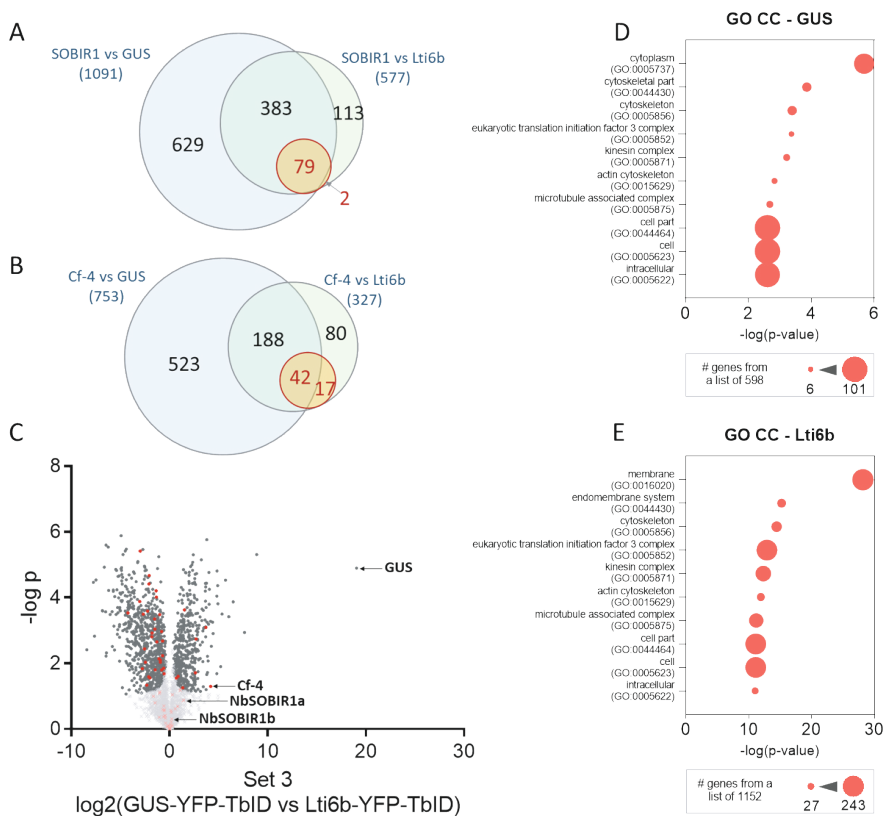 A
SOBIR1 vs GUS
(1091)
SOBIR1 vs Lti6b
(577)
383
113
629
79
2
B
Cf-4 vs GUS
(753)
Cf-4 vs Lti6b
(327)
188
80
523
42
17
C
8
6
4
2
0
-log p
GUS
Cf-4
NbSOBIR1a
NbSOBIR1b
-10
0
10
20
30
Set 3
log2(GUS-YFP-TbID vs Lti6b-YFP-TbID)
D
GO CC - GUS
cytoplasm
(GO:0005737)
cytoskeletal part
(GO:0044430)
cytoskeleton
(GO:0005856)
eukaryotic translation initiation factor 3 complex
(GO:0005852)
kinesin complex
(GO:0005871)
actin cytoskeleton
(GO:0015629)
microtubule associated complex
(GO:0005875)
cell part
(GO:0044464)
cell
(GO:0005623)
intracellular
(GO:0005622)
0
2
4
6
-log(p-value)
# genes from
a list of 598
6
101
E
GO CC - Lti6b
membrane
(GO:0016020)
endomembrane system
(GO:0044430)
cytoskeleton
(GO:0005856)
eukaryotic translation initiation factor 3 complex
(GO:0005852)
kinesin complex
(GO:0005871)
actin cytoskeleton
(GO:0015629)
microtubule associated complex
(GO:0005875)
cell part
(GO:0044464)
cell
(GO:0005623)
intracellular
(GO:0005622)
0
10
20
30
-log(p-value)
# genes from a
list of 1152
27
243